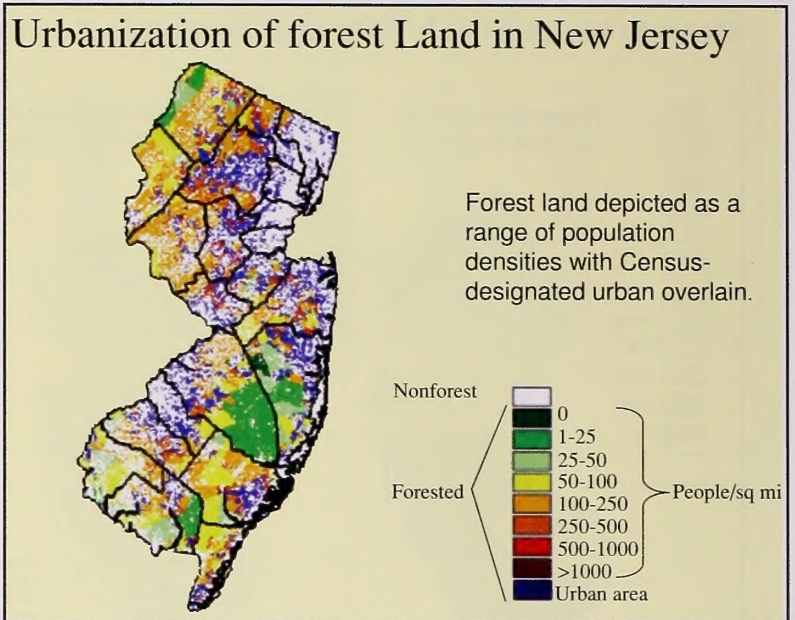 Urbanization of forest Land in New Jersey
Forest land depicted as a
range of population
densities with Census-
designated urban overlain.
Nonforest
0
1-25
25-50
50-100
Forested
100-250
People/sq mi
250-500
500-1000
>1000
Urban area